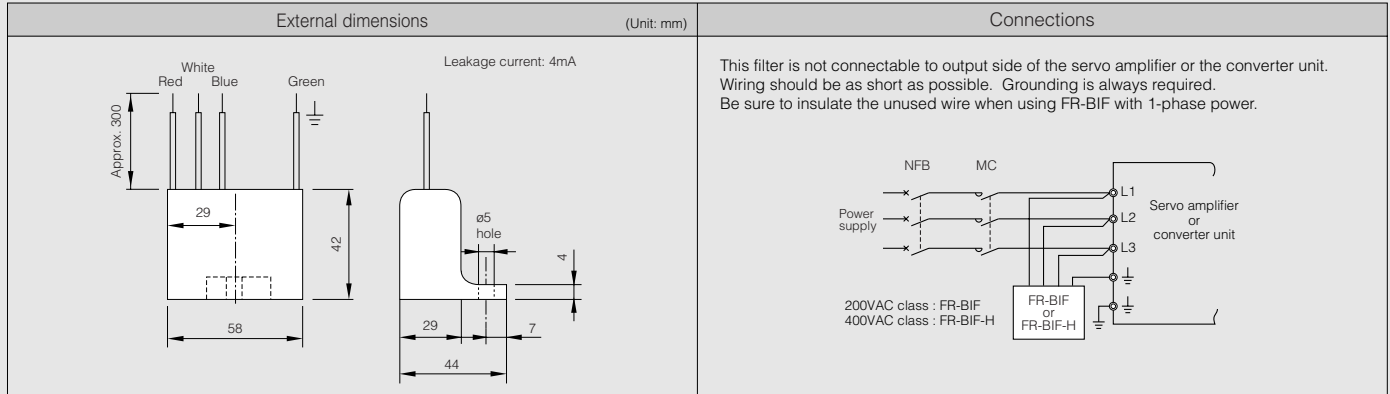 External dimensions
(Unit: mm)
Leakage current: 4mA
White
Red
Blue
Green
Approx. 300
29
42
58
ø5
hole
4
29
7
44
Connections
This filter is not connectable to output side of the servo amplifier or the converter unit.
Wiring should be as short as possible. Grounding is always required.
Be sure to insulate the unused wire when using FR-BIF with 1-phase power.
NFB
MC
Power
supply
L1
L2
L3
Servo amplifier
or
converter unit
200VAC class : FR-BIF
400VAC class : FR-BIF-H
FR-BIF
or
FR-BIF-H